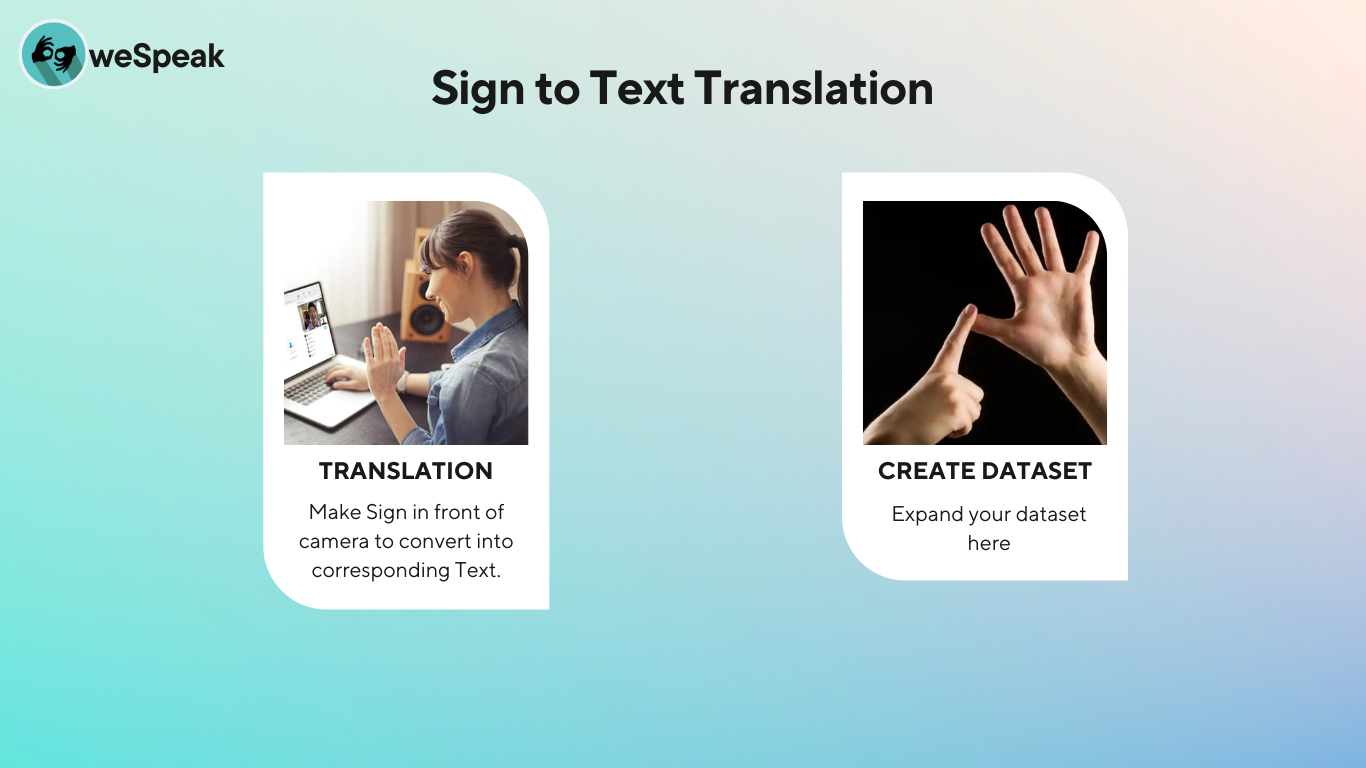 weSpeak
Sign to Text Translation
TRANSLATION
Make Sign in front of
camera to convert into
corresponding Text.
CREATE DATASET
Expand your dataset
here